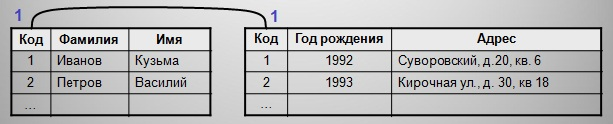 1 1
Код Фамилия Имя Код Год рождения Адрес
1 Иванов Кузьма 1 1992 Суворовский, д.20, кв. 6
2 Петров Василий 2 1993 Кирочная ул., д. 30, кв 18
... ...